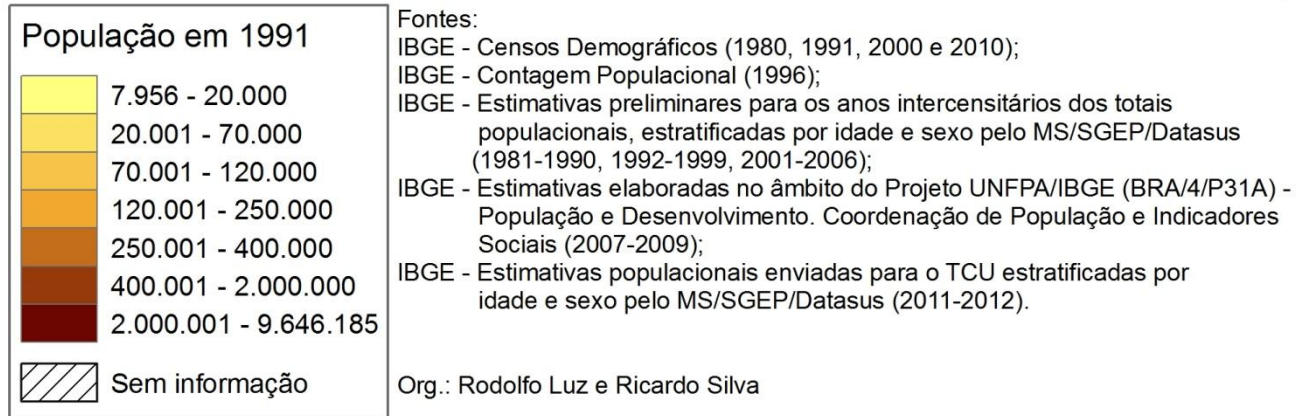 População em 1991
7.956 - 20.000
20.001 - 70.000
70.001 - 120.000
120.001 - 250.000
250.001 - 400.000
400.001 - 2.000.000
2.000.001 - 9.646.185
Sem informação
Fontes:
IBGE - Censos Demográficos (1980, 1991, 2000 e 2010);
IBGE - Contagem Populacional (1996);
IBGE - Estimativas preliminares para os anos intercensitários dos totais
populacionais, estratificadas por idade e sexo pelo MS/SGEP/Datasus
(1981-1990, 1992-1999, 2001-2006);
IBGE - Estimativas elaboradas no âmbito do Projeto UNFPA/IBGE (BRA/4/P31A) -
População e Desenvolvimento. Coordenação de População e Indicadores
Sociais (2007-2009);
IBGE - Estimativas populacionais enviadas para o TCU estratificadas por
idade e sexo pelo MS/SGEP/Datasus (2011-2012).
Org.: Rodolfo Luz e Ricardo Silva